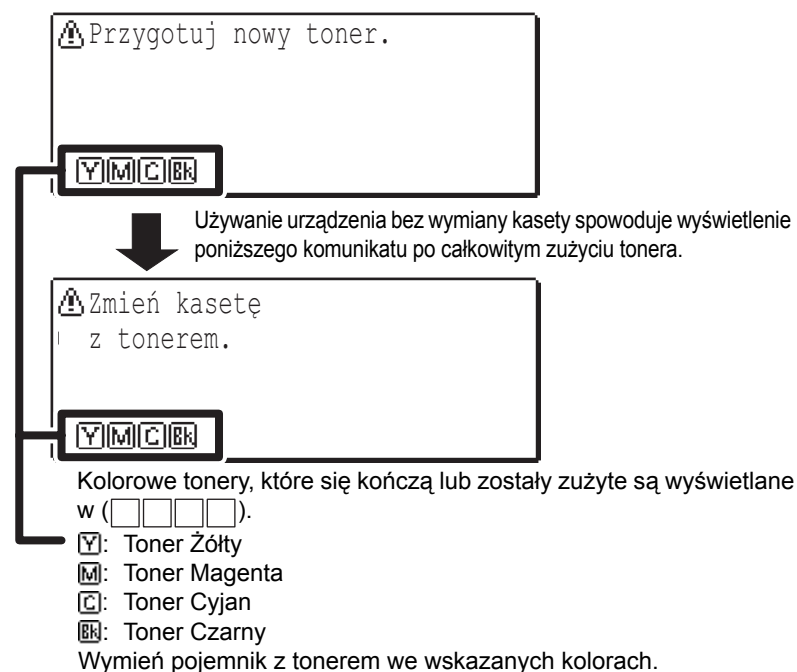 Przygotuj nowy toner.
Y M C Bk
Używanie urządzenia bez wymiany kasety spowoduje wyświetlenie
poniższego komunikatu po całkowitym zużyciu tonera.
Zmień kasetę
z tonerem.
Y M C Bk
Kolorowe tonery, które się kończą lub zostały zużyte są wyświetlane
w (□□□□).
Y: Toner Żółty
M: Toner Magenta
C: Toner Cyjan
Bk: Toner Czarny
Wymień pojemnik z tonerem we wskazanych kolorach.